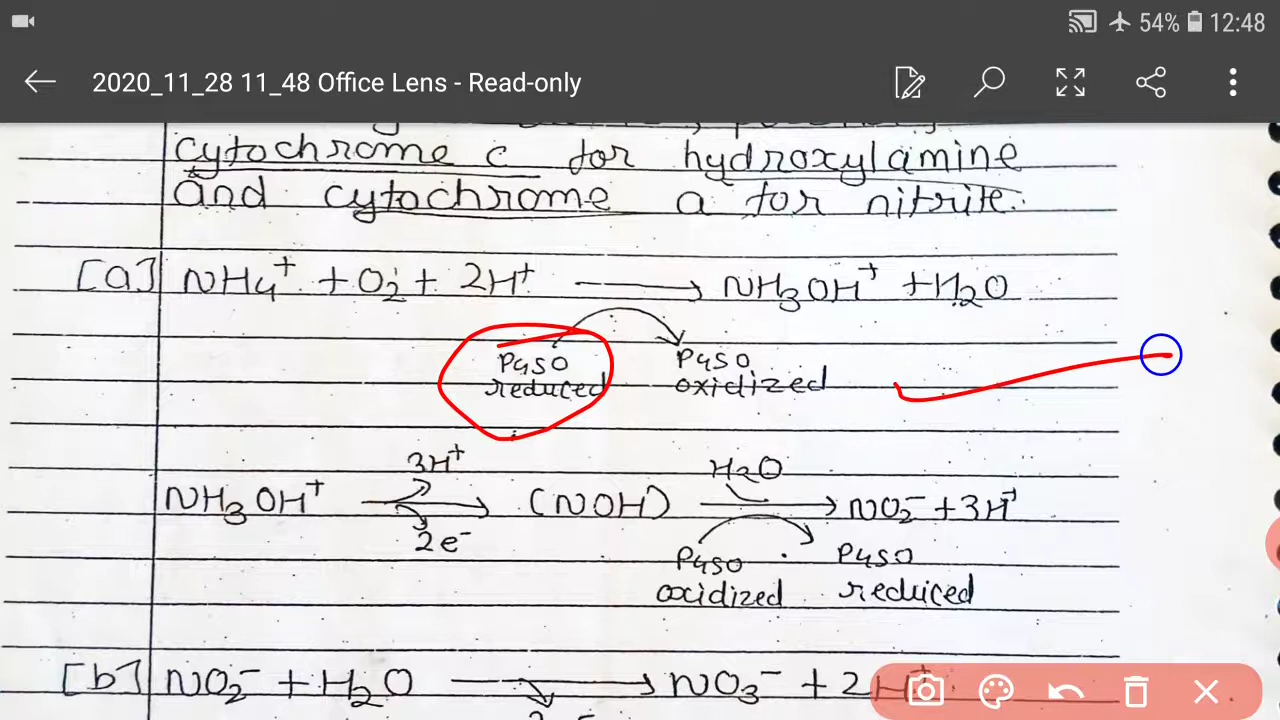 54% 12:48
2020_11_28 11_48 Office Lens - Read-only
cytochrome c for hydroxylamine
and cytochrome a for nitrite.
[a] NH4+ + O2 + 2H+ → NH3OH+ + H2O
P450 reduced P450 oxidized
3H+ H2O
NH3OH+ → (NOH) → NO2- + 3H+
2e-
P450 oxidized P450 reduced
[b] NO2- + H2O → NO3- + 2H+